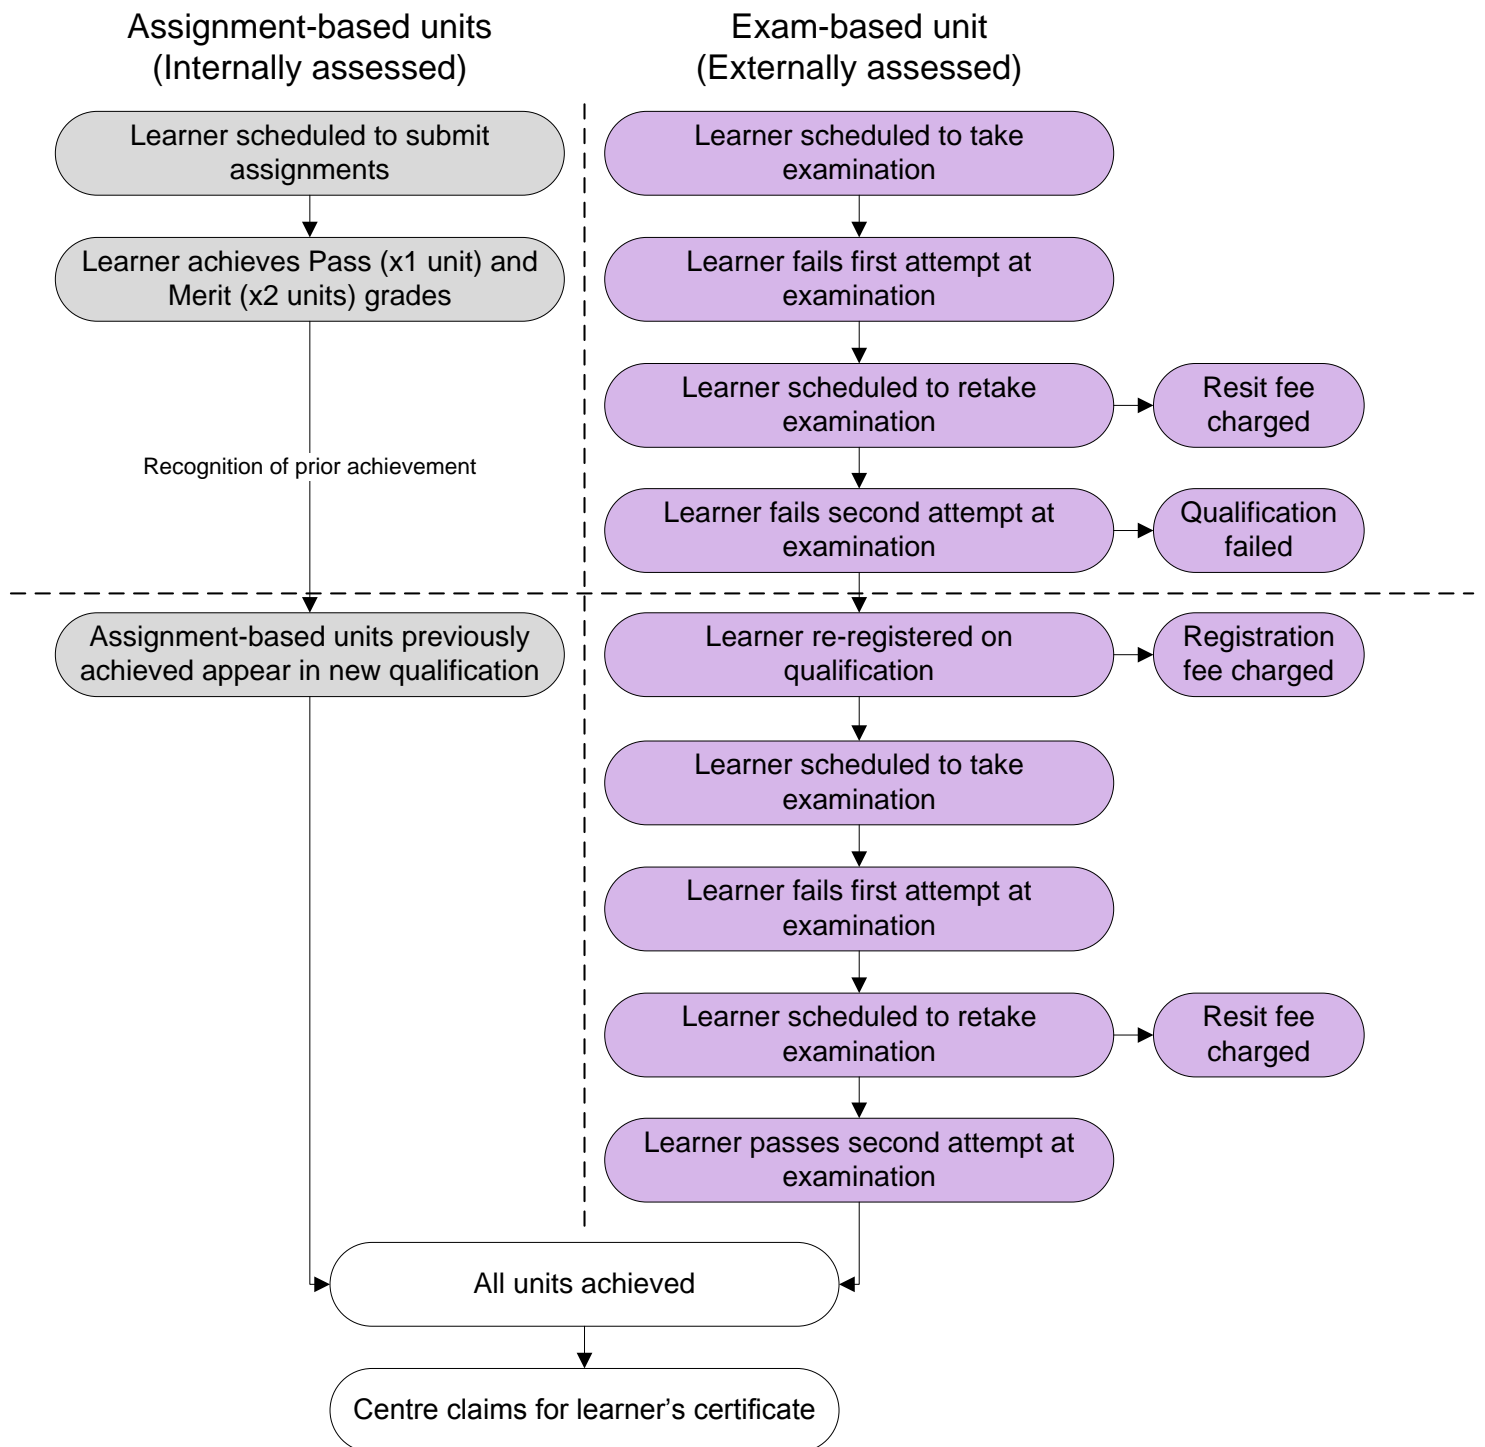 Assignment-based units
(Internally assessed)
Exam-based unit
(Externally assessed)
Learner scheduled to submit
assignments
Learner scheduled to take
examination
Learner achieves Pass (x1 unit) and
Merit (x2 units) grades
Learner fails first attempt at
examination
Learner scheduled to retake
examination
Resit fee
charged
Recognition of prior achievement
Learner fails second attempt at
examination
Qualification
failed
Assignment-based units previously
achieved appear in new qualification
Learner re-registered on
qualification
Registration
fee charged
Learner scheduled to take
examination
Learner fails first attempt at
examination
Learner scheduled to retake
examination
Resit fee
charged
Learner passes second attempt at
examination
All units achieved
Centre claims for learner’s certificate